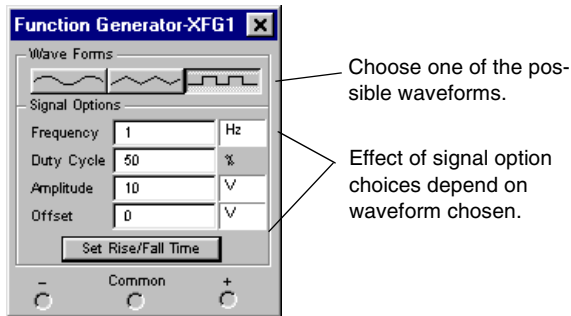 Function Generator-XFG1
Wave Forms
Signal Options
Frequency 1 Hz
Duty Cycle 50 %
Amplitude 10 V
Offset 0 V
Set Rise/Fall Time
- Common +
Choose one of the pos-
sible waveforms.
Effect of signal option
choices depend on
waveform chosen.